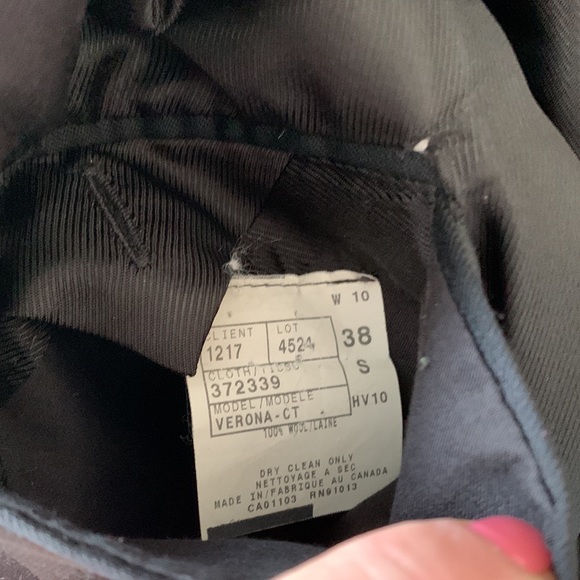 W 10
CLIENT LOT
1217 4524 38
CLOTH/TISSU S
372339
MODEL/MODELE HV10
VERONA-CT
100% WOOL/LAINE
DRY CLEAN ONLY
NETTOYAGE A SEC
MADE IN/FABRIQUE AU CANADA
CA01103 RN91013